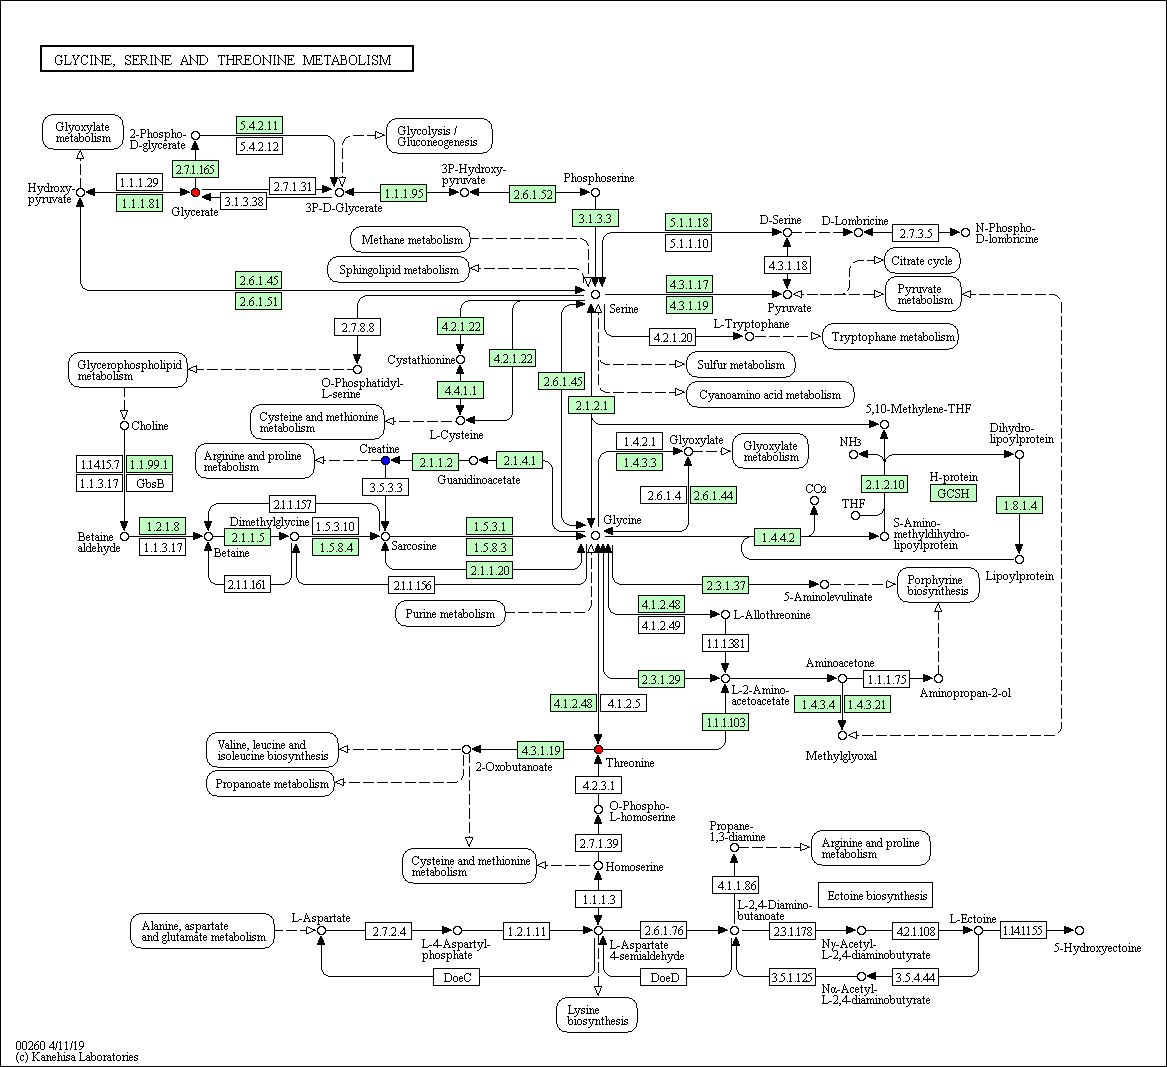 GLYCINE, SERINE AND THREONINE METABOLISM
Glyoxylate
metabolism
2-Phospho-
D-glycerate
5.4.2.11
5.4.2.12
Glycolysis /
Gluconeogenesis
2.7.1.165
3P-Hydroxy-
pyruvate
Phosphoserine
Hydroxy-
pyruvate
1.1.1.29
1.1.1.81
Glycerate
2.7.1.31
3.1.3.38
3P-D-Glycerate
1.1.1.95
2.6.1.52
3.1.3.3
Methane metabolism
Sphingolipid metabolism
5.1.1.18
5.1.1.10
D-Serine
D-Lombricine
2.7.3.5
N-Phospho-
D-lombricine
4.3.1.18
Citrate cycle
2.6.1.45
2.6.1.51
Serine
4.3.1.17
4.3.1.19
Pyruvate
Pyruvate
metabolism
2.7.8.8
4.2.1.22
4.2.1.20
L-Tryptophane
Tryptophane metabolism
Cystathionine
4.2.1.22
Sulfur metabolism
Glycerophospholipid
metabolism
O-Phosphatidyl-
L-serine
4.4.1.1
2.6.1.45
Cyanoamino acid metabolism
2.1.2.1
Cysteine and methionine
metabolism
L-Cysteine
5,10-Methylene-THF
Choline
1.4.2.1
1.4.3.3
Glyoxylate
Glyoxylate
metabolism
NH3
Dihydro-
lipoylprotein
Arginine and proline
metabolism
Creatine
2.1.1.2
Guanidinoacetate
2.1.4.1
1.14.15.7
1.1.99.1
1.1.3.17
GbsB
3.5.3.3
2.6.1.4
2.6.1.44
CO2
THF
2.1.2.10
H-protein
GCSH
1.8.1.4
2.1.1.157
Betaine
aldehyde
1.2.1.8
1.1.3.17
Betaine
Dimethylglycine
2.1.1.5
1.5.3.10
1.5.8.4
Sarcosine
1.5.3.1
1.5.8.3
2.1.1.20
Glycine
1.4.4.2
S-Amino-
methyldihydro-
lipoylprotein
Lipoylprotein
2.1.1.161
2.1.1.156
Purine metabolism
2.3.1.37
5-Aminolevulinate
Porphyrine
biosynthesis
4.1.2.48
4.1.2.49
L-Allothreonine
1.1.1381
2.3.1.29
L-2-Amino-
acetoacetate
Aminoacetone
1.1.1.75
Aminopropan-2-ol
4.1.2.48
4.1.2.5
1.1.1.103
1.4.3.4
1.4.3.21
Methylglyoxal
Valine, leucine and
isoleucine biosynthesis
Propanoate metabolism
2-Oxobutanoate
4.3.1.19
Threonine
4.2.3.1
O-Phospho-
L-homoserine
2.7.1.39
Homoserine
Cysteine and methionine
metabolism
1.1.1.3
Propane-
1,3-diamine
Arginine and proline
metabolism
4.1.1.86
Ectoine biosynthesis
Alanine, aspartate
and glutamate metabolism
L-Aspartate
2.7.2.4
L-4-Aspartyl-
phosphate
1.2.1.11
L-Aspartate
4-semialdehyde
2.6.1.76
L-2,4-Diamino-
butanoate
2.3.1.178
Nγ-Acetyl-
L-2,4-diaminobutyrate
4.2.1.108
L-Ectoine
1.14.11.55
5-Hydroxyectoine
DoeC
DoeD
3.5.1.125
Nα-Acetyl-
L-2,4-diaminobutyrate
3.5.4.44
Lysine
biosynthesis
00260 4/11/19
(c) Kanehisa Laboratories